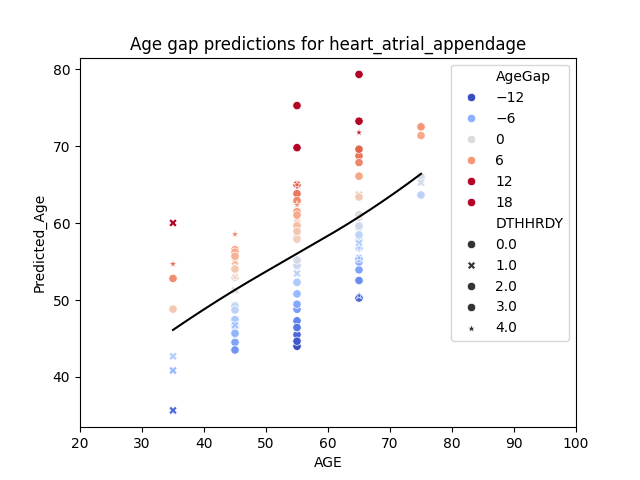 Age gap predictions for heart_atrial_appendage
80
70
60
50
40
Predicted_Age
20 30 40 50 60 70 80 90 100
AGE
AgeGap
−12
−6
0
6
12
18
DTHHRDY
0.0
1.0
2.0
3.0
4.0